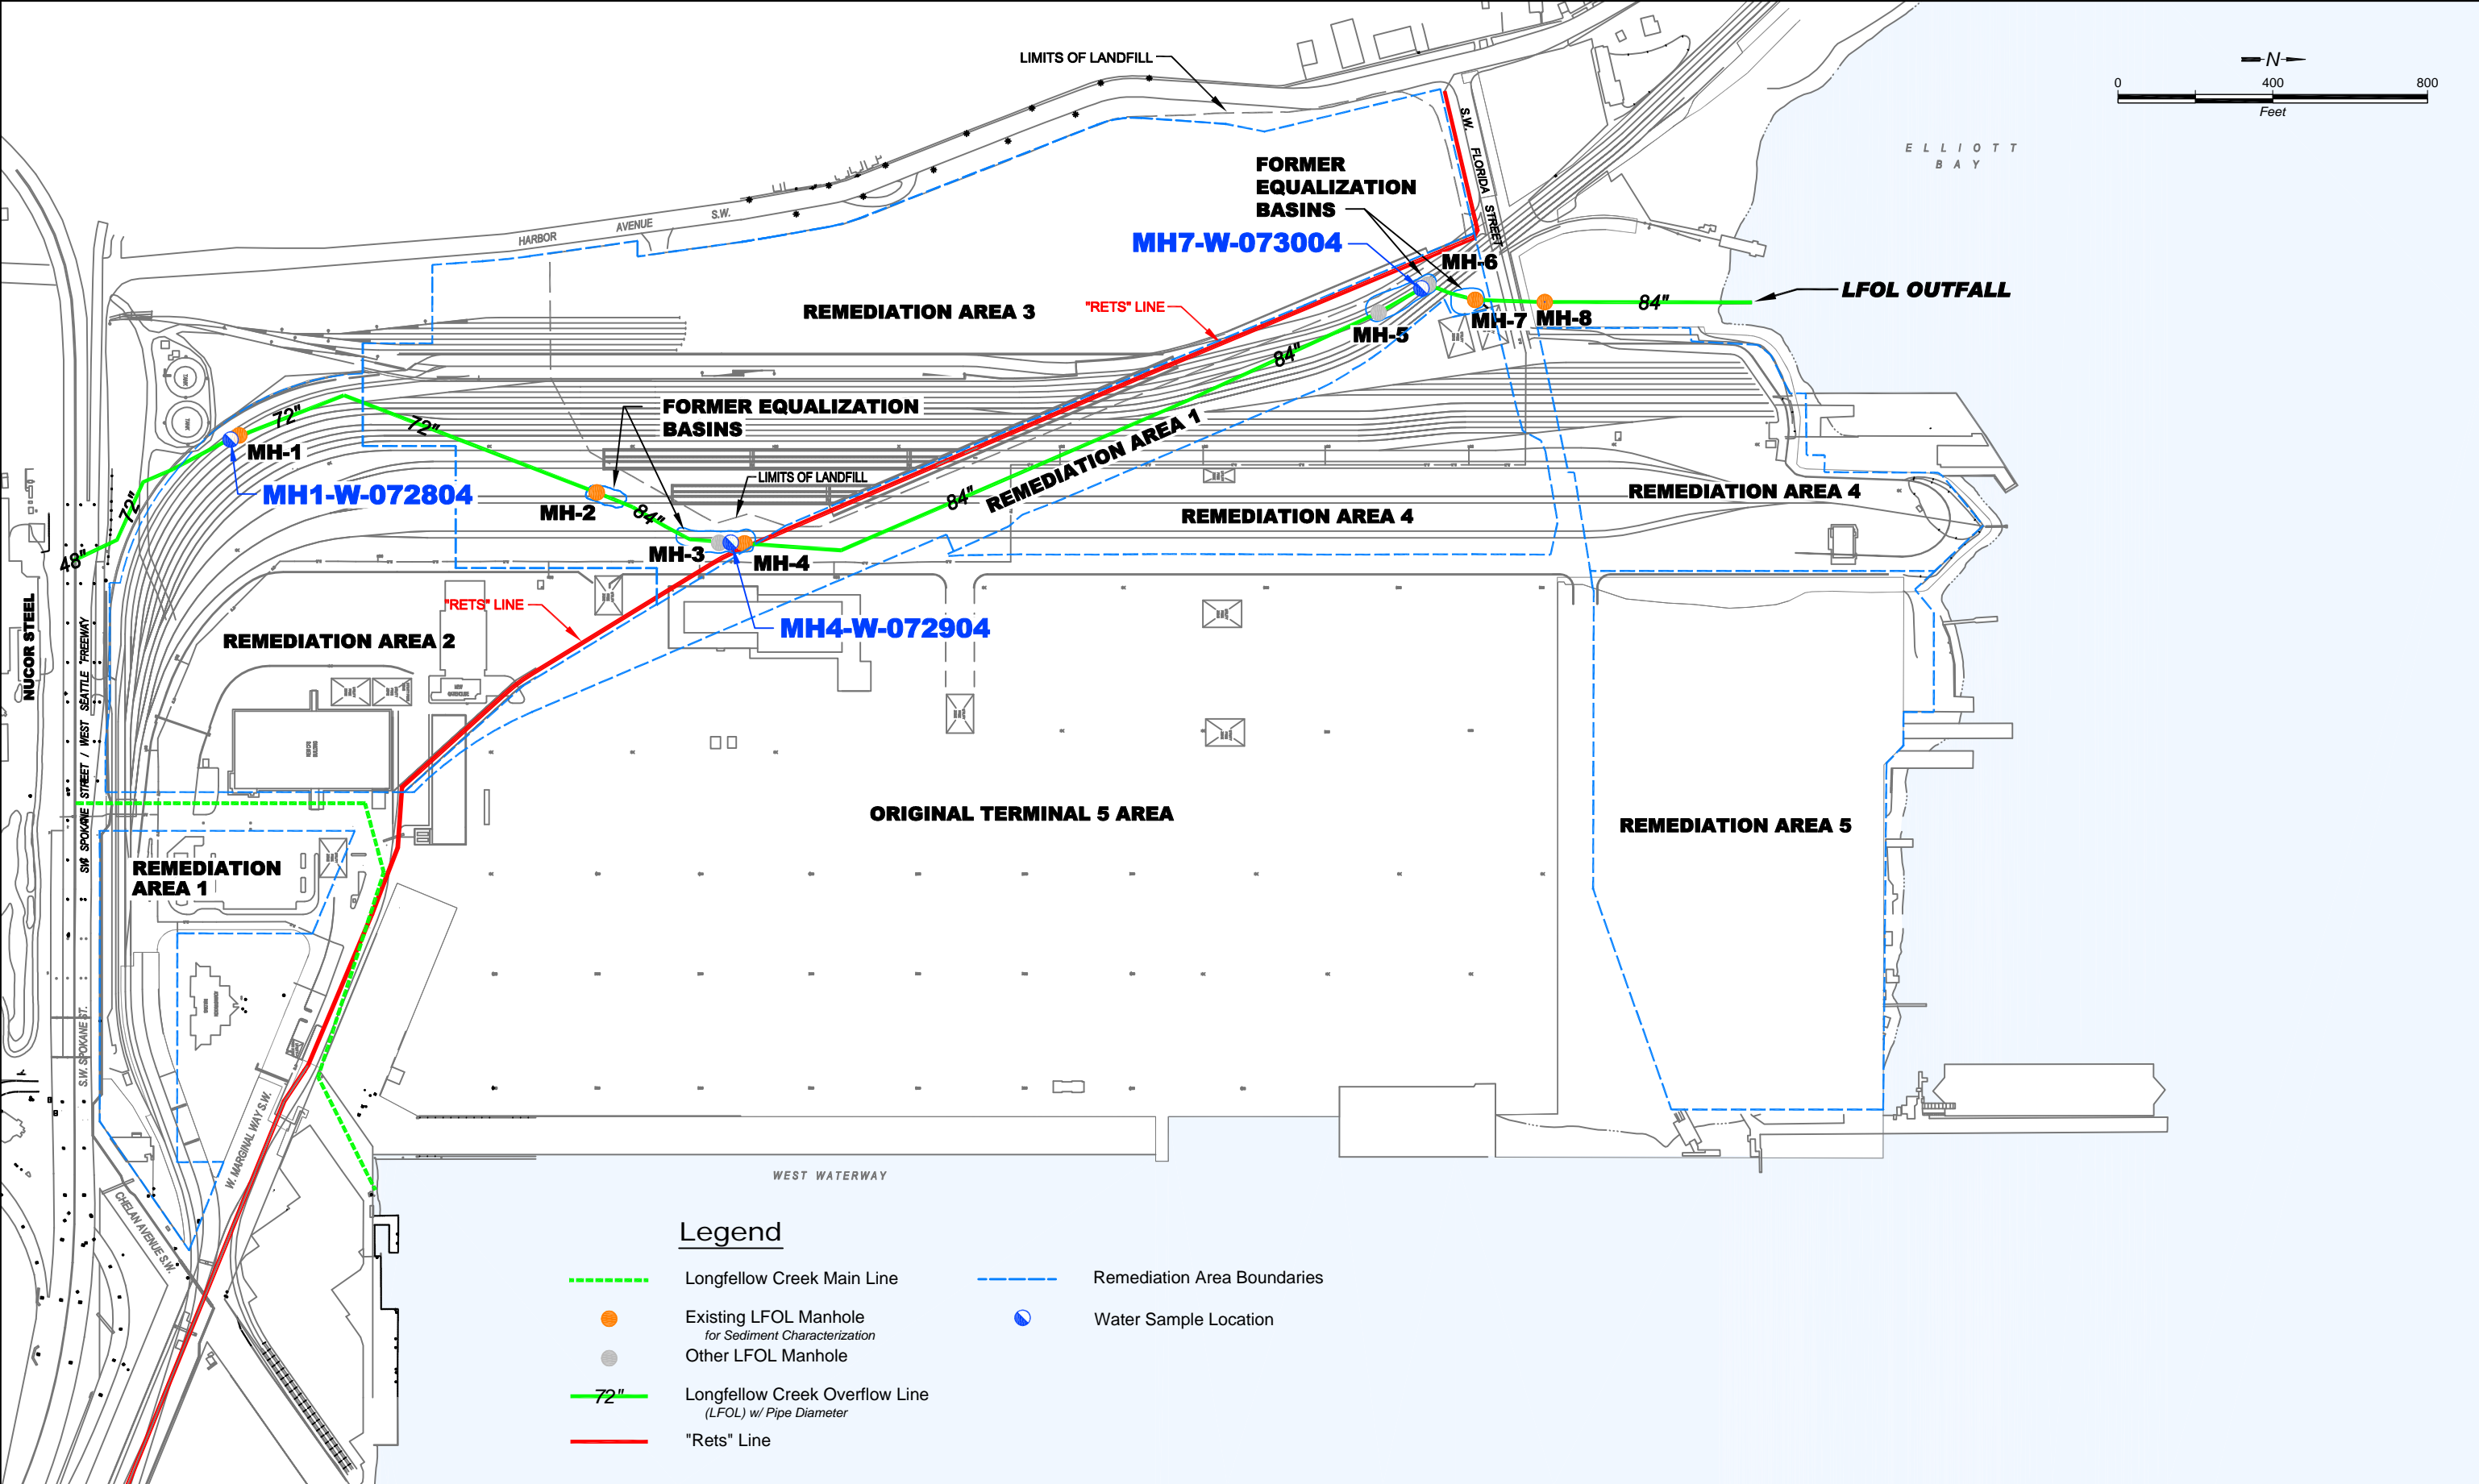 LIMITS OF LANDFILL
N
0 400 800
Feet
ELLIOTT
BAY
S.W. FLORIDA STREET
FORMER
EQUALIZATION
BASINS
MH7-W-073004
MH-6
HARBOR AVENUE S.W.
REMEDIATION AREA 3
"RETS" LINE
LFOL OUTFALL
84"
MH-5
MH-7
MH-8
84"
TANK
TANK
72"
72"
FORMER EQUALIZATION
BASINS
MH-1
MH1-W-072804
LIMITS OF LANDFILL
REMEDIATION AREA 1
84"
REMEDIATION AREA 4
REMEDIATION AREA 4
72"
MH-2
84"
48"
MH-3
MH-4
"RETS" LINE
MH4-W-072904
REMEDIATION AREA 2
NUCOR STEEL
SW SPOKANE STREET / WEST SEATTLE FREEWAY
ORIGINAL TERMINAL 5 AREA
REMEDIATION AREA 5
REMEDIATION
AREA 1
S.W. SPOKANE ST.
W. MARGINAL WAY S.W.
CHELAN AVENUE S.W.
WEST WATERWAY
Legend
Longfellow Creek Main Line
Existing LFOL Manhole
for Sediment Characterization
Other LFOL Manhole
72"
Longfellow Creek Overflow Line
(LFOL) w/ Pipe Diameter
"Rets" Line
Remediation Area Boundaries
Water Sample Location